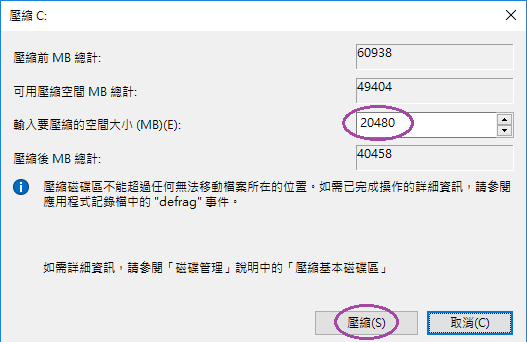 壓縮 C:
壓縮前 MB 總計: 60938
可用壓縮空間 MB 總計: 49404
輸入要壓縮的空間大小 (MB)(E): 20480
壓縮後 MB 總計: 40458
壓縮磁碟區不能超過任何無法移動檔案所在的位置。如需已完成操作的詳細資訊，請參閱
應用程式記錄檔中的 "defrag" 事件。
如需詳細資訊，請參閱「磁碟管理」說明中的「壓縮基本磁碟區」
壓縮(S) 取消(C)